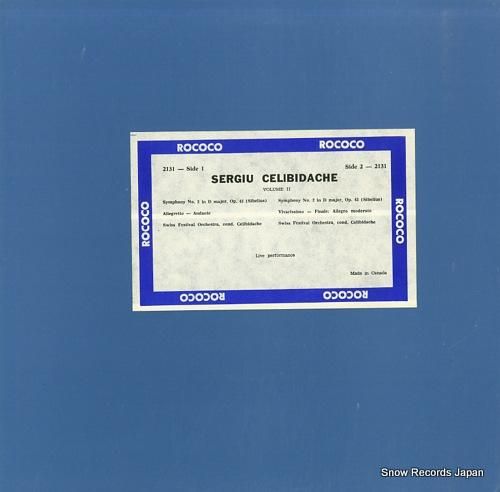 ROCOCO ROCOCO
2131 — Side 1 Side 2 — 2131
SERGIU CELIBIDACHE
VOLUME II
Symphony No. 2 in D major, Op. 43 (Sibelius) Symphony No. 2 in D major, Op. 43 (Sibelius)
Allegretto — Andante Vivacissimo — Finale: Allegro moderato
Swiss Festival Orchestra, cond. Celibidache Swiss Festival Orchestra, cond. Celibidache
ROCOCO ROCOCO
Live performance
Made in Canada
ROCOCO ROCOCO
Snow Records Japan